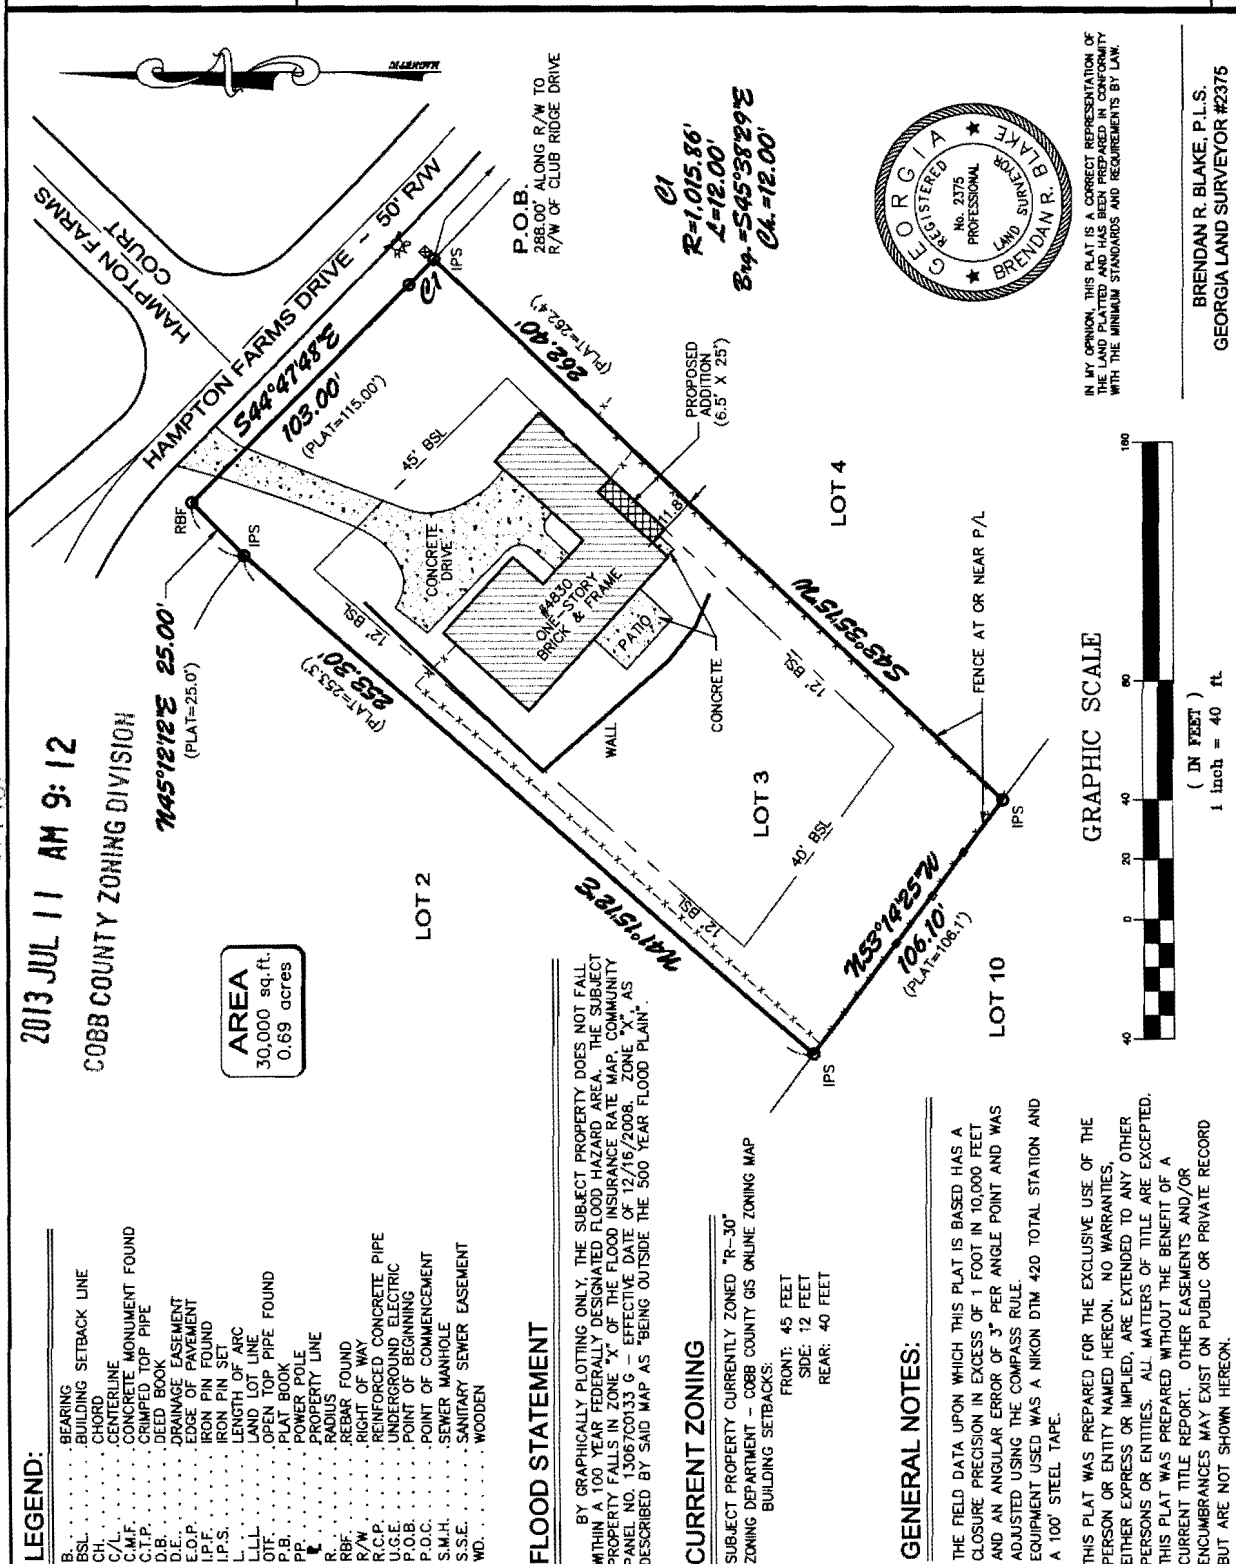 LEGEND:
B. . . . . . . . . BEARING
BSL. . . . . . . . BUILDING SETBACK LINE
CH. . . . . . . . CHORD
C/L. . . . . . . . CENTERLINE
C.M.F. . . . . . . CONCRETE MONUMENT FOUND
C.T.P. . . . . . . CRIMPED TOP PIPE
D.B. . . . . . . . DEED BOOK
D.E. . . . . . . . DRAINAGE EASEMENT
E.O.P. . . . . . . EDGE OF PAVEMENT
I.P.F. . . . . . . IRON PIN FOUND
I.P.S. . . . . . . IRON PIN SET
L. . . . . . . . . LENGTH OF ARC
L.L.L. . . . . . . LAND LOT LINE
OTF. . . . . . . . OPEN TOP PIPE FOUND
P.B. . . . . . . . PLAT BOOK
PP. . . . . . . . POWER POLE
PL . . . . . . . . PROPERTY LINE
R. . . . . . . . . RADIUS
RBF. . . . . . . . REBAR FOUND
R/W . . . . . . . RIGHT OF WAY
R.C.P. . . . . . . REINFORCED CONCRETE PIPE
U.G.E. . . . . . . UNDERGROUND ELECTRIC
P.O.B. . . . . . . POINT OF BEGINNING
P.O.C. . . . . . . POINT OF COMMENCEMENT
S.M.H. . . . . . . SEWER MANHOLE
S.S.E. . . . . . . SANITARY SEWER EASEMENT
WD. . . . . . . . WOODEN
FLOOD STATEMENT
BY GRAPHICALLY PLOTTING ONLY, THE SUBJECT PROPERTY DOES NOT FALL
WITHIN A 100 YEAR FEDERALLY DESIGNATED FLOOD HAZARD AREA. THE SUBJECT
PROPERTY FALLS IN ZONE "X" OF THE FLOOD INSURANCE RATE MAP, COMMUNITY
PANEL NO. 13067C0133 G - EFFECTIVE DATE OF 12/16/2008. ZONE "X", AS
DESCRIBED BY SAID MAP AS "BEING OUTSIDE THE 500 YEAR FLOOD PLAIN".
CURRENT ZONING
SUBJECT PROPERTY CURRENTLY ZONED "R-30"
ZONING DEPARTMENT - COBB COUNTY GIS ONLINE ZONING MAP
BUILDING SETBACKS:
FRONT: 45 FEET
SIDE: 12 FEET
REAR: 40 FEET
GENERAL NOTES:
THE FIELD DATA UPON WHICH THIS PLAT IS BASED HAS A
CLOSURE PRECISION IN EXCESS OF 1 FOOT IN 10,000 FEET
AND AN ANGULAR ERROR OF 3" PER ANGLE POINT AND WAS
ADJUSTED USING THE COMPASS RULE.
EQUIPMENT USED WAS A NIKON DTM 420 TOTAL STATION AND
A 100' STEEL TAPE.
THIS PLAT WAS PREPARED FOR THE EXCLUSIVE USE OF THE
PERSON OR ENTITY NAMED HEREON. NO WARRANTIES,
EITHER EXPRESS OR IMPLIED, ARE EXTENDED TO ANY OTHER
PERSONS OR ENTITIES. ALL MATTERS OF TITLE ARE EXCEPTED.
THIS PLAT WAS PREPARED WITHOUT THE BENEFIT OF A
CURRENT TITLE REPORT. OTHER EASEMENTS AND/OR
ENCUMBRANCES MAY EXIST ON PUBLIC OR PRIVATE RECORD
BUT ARE NOT SHOWN HEREON.
2013 JUL 11 AM 9:12
COBB COUNTY ZONING DIVISION
AREA
30,000 sq.ft.
0.69 acres
N45°12'12"E 25.00'
(PLAT=25.0')
RBF
IPS
HAMPTON FARMS
COURT
HAMPTON FARMS DRIVE - 50' R/W
S44°47'48"E
103.00'
(PLAT=115.00')
C1
IPS
MAGNETIC
P.O.B.
288.00' ALONG R/W TO
R/W OF CLUB RIDGE DRIVE
C1
R=1,015.86'
L=12.00'
Brg.=S45°38'29"E
Ch.=12.00'
262.40'
(PLAT=262.4')
S43°35'15"W
45' BSL
12' BSL
CONCRETE
DRIVE
#4830
ONE-STORY
BRICK & FRAME
PATIO
11.8'
PROPOSED
ADDITION
(6.5' X 25')
CONCRETE
WALL
12' BSL
40' BSL
12' BSL
253.30'
(PLAT=253.3')
N41°15'12"E
LOT 2
LOT 3
LOT 4
LOT 10
FENCE AT OR NEAR P/L
N53°14'25"W
106.10'
(PLAT=106.1')
IPS
IPS
GEORGIA
REGISTERED
No. 2375
PROFESSIONAL
LAND SURVEYOR
BRENDAN R. BLAKE
IN MY OPINION, THIS PLAT IS A CORRECT REPRESENTATION OF
THE LAND PLATTED AND HAS BEEN PREPARED IN CONFORMITY
WITH THE MINIMUM STANDARDS AND REQUIREMENTS BY LAW.
BRENDAN R. BLAKE, P.L.S.
GEORGIA LAND SURVEYOR #2375
GRAPHIC SCALE
40 0 20 40 80 160
( IN FEET )
1 inch = 40 ft.